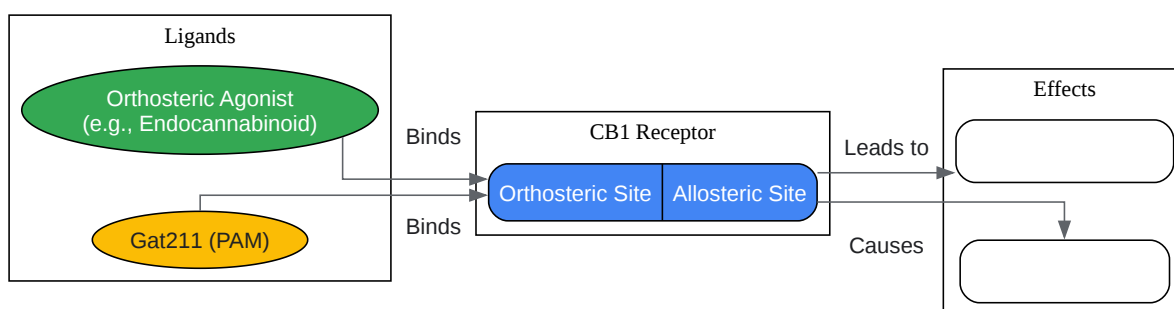 Ligands
Orthosteric Agonist
(e.g., Endocannabinoid)
Gat211 (PAM)
Binds
Binds
CB1 Receptor
Orthosteric Site
Allosteric Site
Leads to
Causes
Effects